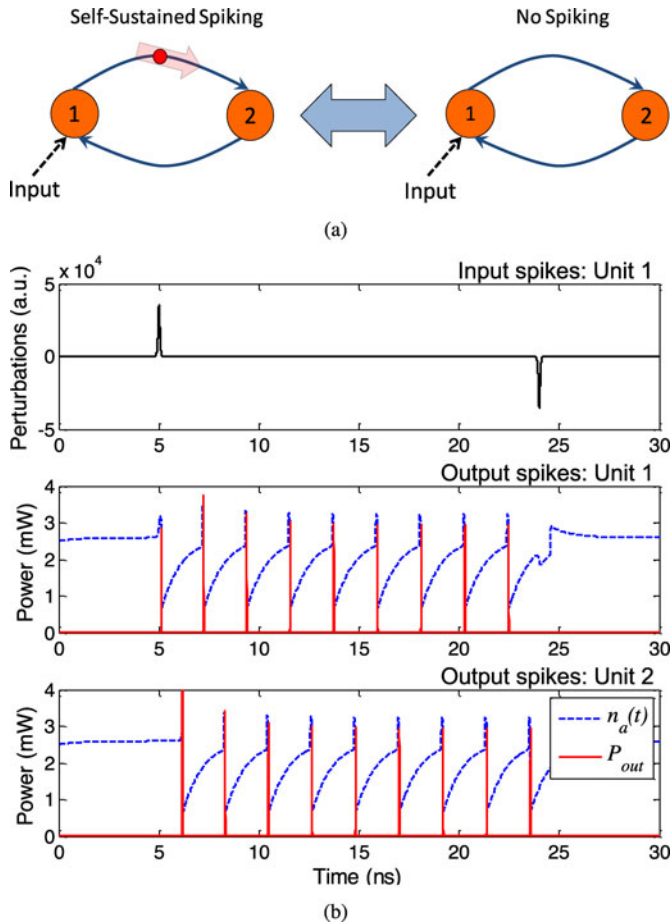 Self-Sustained Spiking
No Spiking
1
2
1
2
Input
Input
(a)
x 10⁴
Input spikes: Unit 1
Perturbations (a.u.)
5
0
-5
0 5 10 15 20 25 30
Output spikes: Unit 1
Power (mW)
4
3
2
1
0
0 5 10 15 20 25 30
Output spikes: Unit 2
Power (mW)
4
3
2
1
0
n_a(t)
P_out
0 5 10 15 20 25 30
Time (ns)
(b)